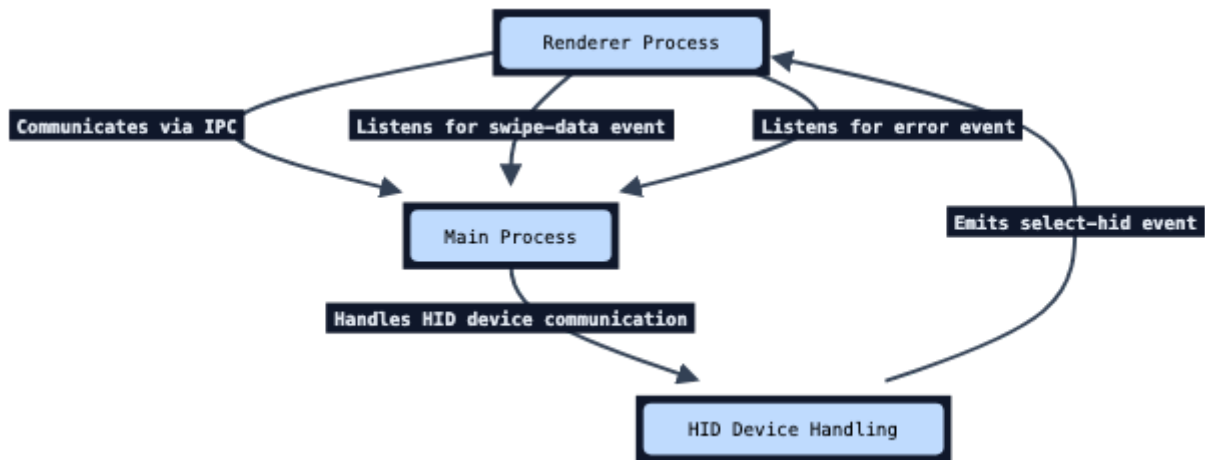 Renderer Process
Communicates via IPC
Listens for swipe-data event
Listens for error event
Main Process
Emits select-hid event
Handles HID device communication
HID Device Handling